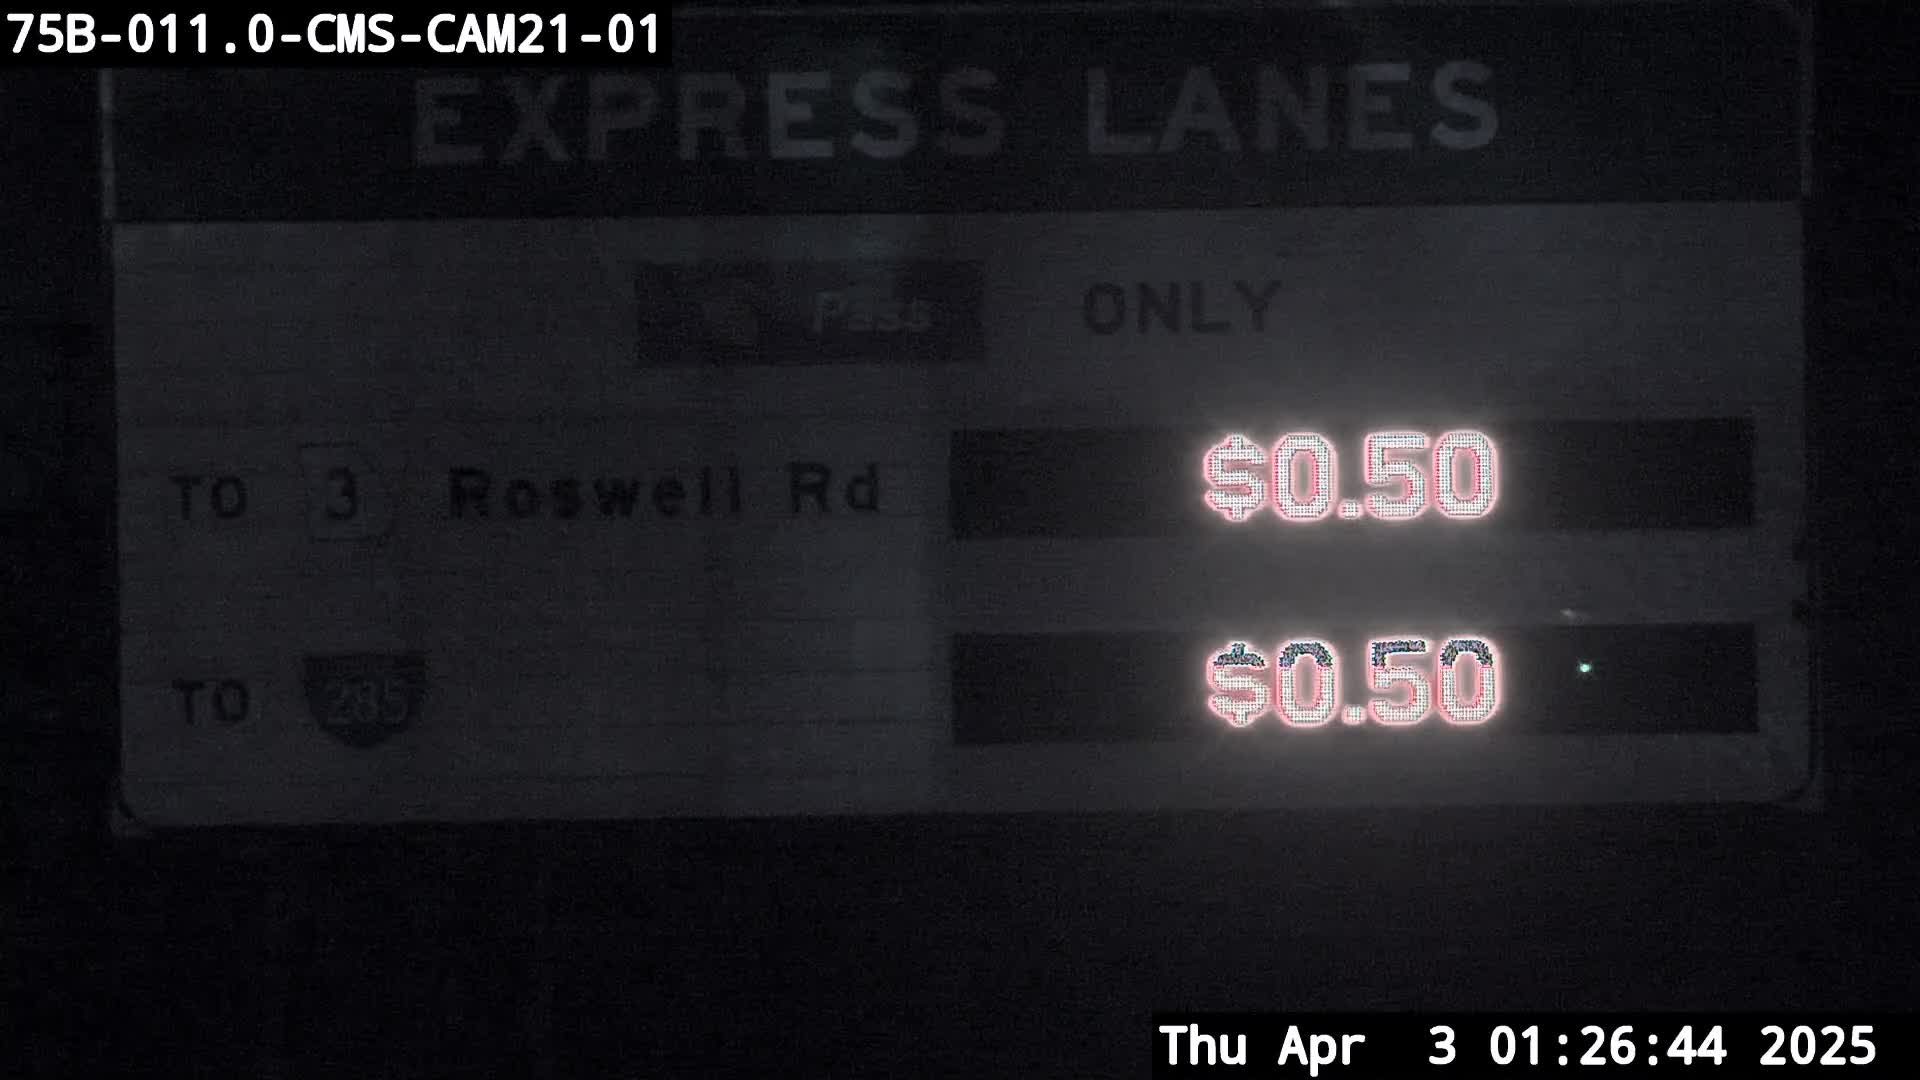 75B-011.0-CMS-CAM21-01
EXPRESS LANES
Pass ONLY
TO 3 Roswell Rd $0.50
TO 285 $0.50
Thu Apr 3 01:26:44 2025